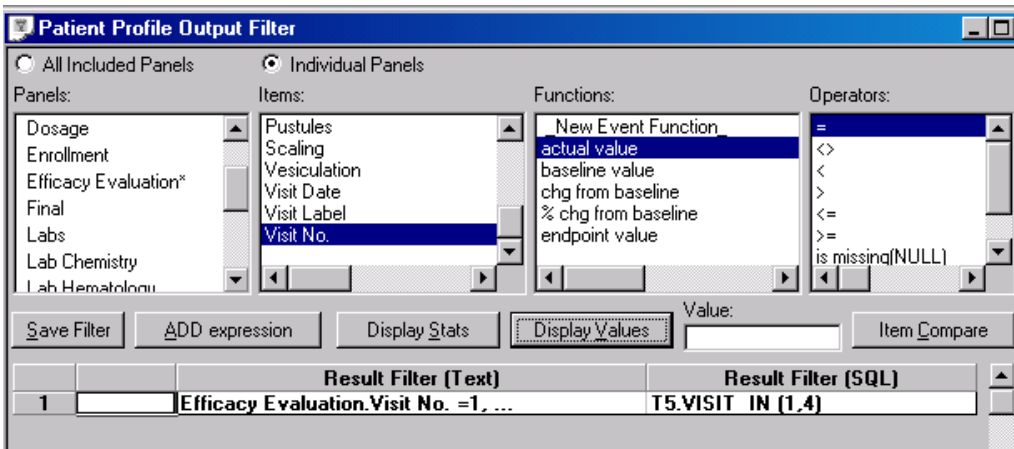 Patient Profile Output Filter
All Included Panels
Individual Panels
Panels:
Items:
Functions:
Operators:
Dosage
Enrollment
Efficacy Evaluation*
Final
Labs
Lab Chemistry
Lab Hematology
Pustules
Scaling
Vesiculation
Visit Date
Visit Label
Visit No.
_New Event Function_
actual value
baseline value
chg from baseline
% chg from baseline
endpoint value
=
<>
<
>
<=
>=
is missing(NULL)
Save Filter
ADD expression
Display Stats
Display Values
Value:
Item Compare
Result Filter (Text)
Result Filter (SQL)
1
Efficacy Evaluation.Visit No. =1, ...
T5.VISIT IN (1,4)